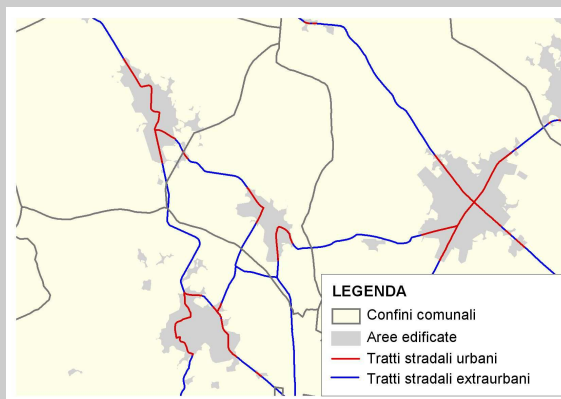 LEGENDA
Confini comunali
Aree edificate
Tratti stradali urbani
Tratti stradali extraurbani